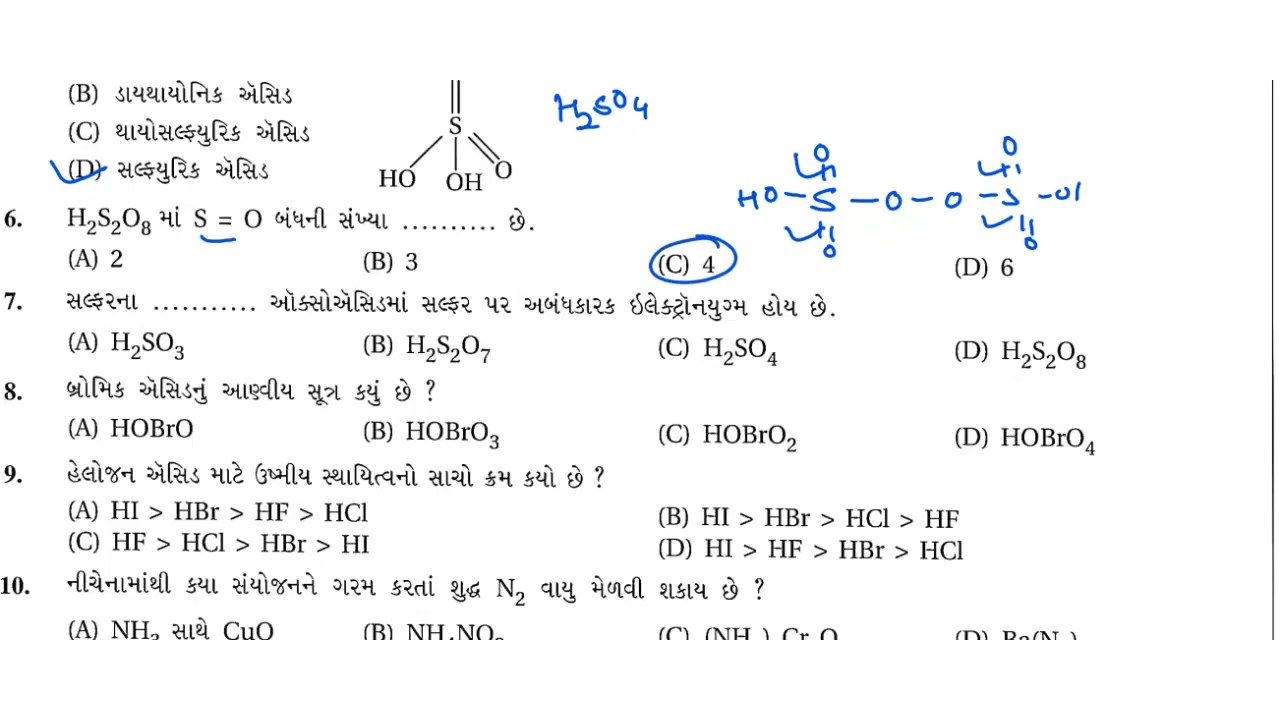 (B) ડાયથાયોનિક ઍસિડ
(C) થાયોસલ્ફ્યુરિક ઍસિડ
(D) સલ્ફ્યુરિક ઍસિડ
S
HO OH O
H₂SO₄
O O
HO – S – O – O – S –
O O
6. H₂S₂O₈ માં S = O બંધની સંખ્યા .......... છે.
(A) 2 (B) 3 (C) 4 (D) 6
7. સલ્ફરના ........... ઑક્સોઍસિડમાં સલ્ફર પર અબંધકારક ઇલેક્ટ્રૉનયુગ્મ હોય છે.
(A) H₂SO₃ (B) H₂S₂O₇ (C) H₂SO₄ (D) H₂S₂O₈
8. બ્રોમિક ઍસિડનું આણ્વીય સૂત્ર કયું છે ?
(A) HOBrO (B) HOBrO₃ (C) HOBrO₂ (D) HOBrO₄
9. હેલોજન ઍસિડ માટે ઉષ્મીય સ્થાયિત્વનો સાચો ક્રમ કયો છે ?
(A) HI > HBr > HF > HCl (B) HI > HBr > HCl > HF
(C) HF > HCl > HBr > HI (D) HI > HF > HBr > HCl
10. નીચેનામાંથી કયા સંયોજનને ગરમ કરતાં શુદ્ધ N₂ વાયુ મેળવી શકાય છે ?
(A) NH₃ સાથે CuO (B) (C) (D)